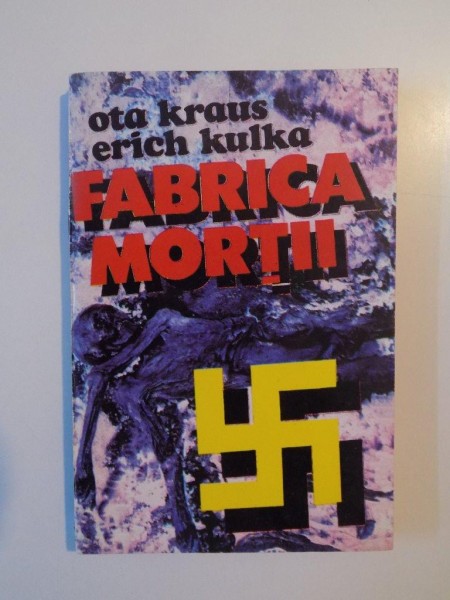 ota kraus
erich kulka
FABRICA
MORȚII